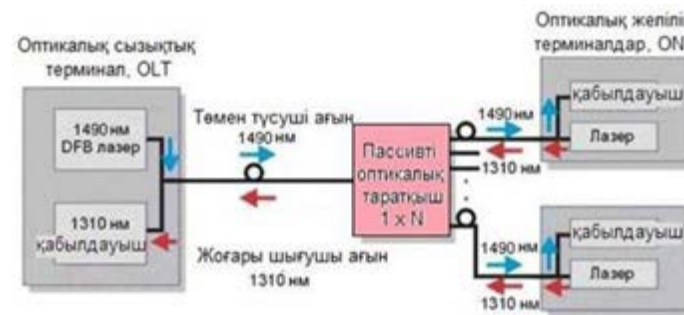 Оптикалық сызықтық
терминал, OLT
1490 нм
DFB лазер
1310 нм
қабылдауыш
Төмен түсуші ағын
1490 нм
Жоғары шығушы ағын
1310 нм
Пассивті
оптикалық
таратқыш
1 x N
Оптикалық желілі
терминалдар, ON
1490 нм
1310 нм
қабылдауыш
Лазер
1490 нм
1310 нм
қабылдауыш
Лазер